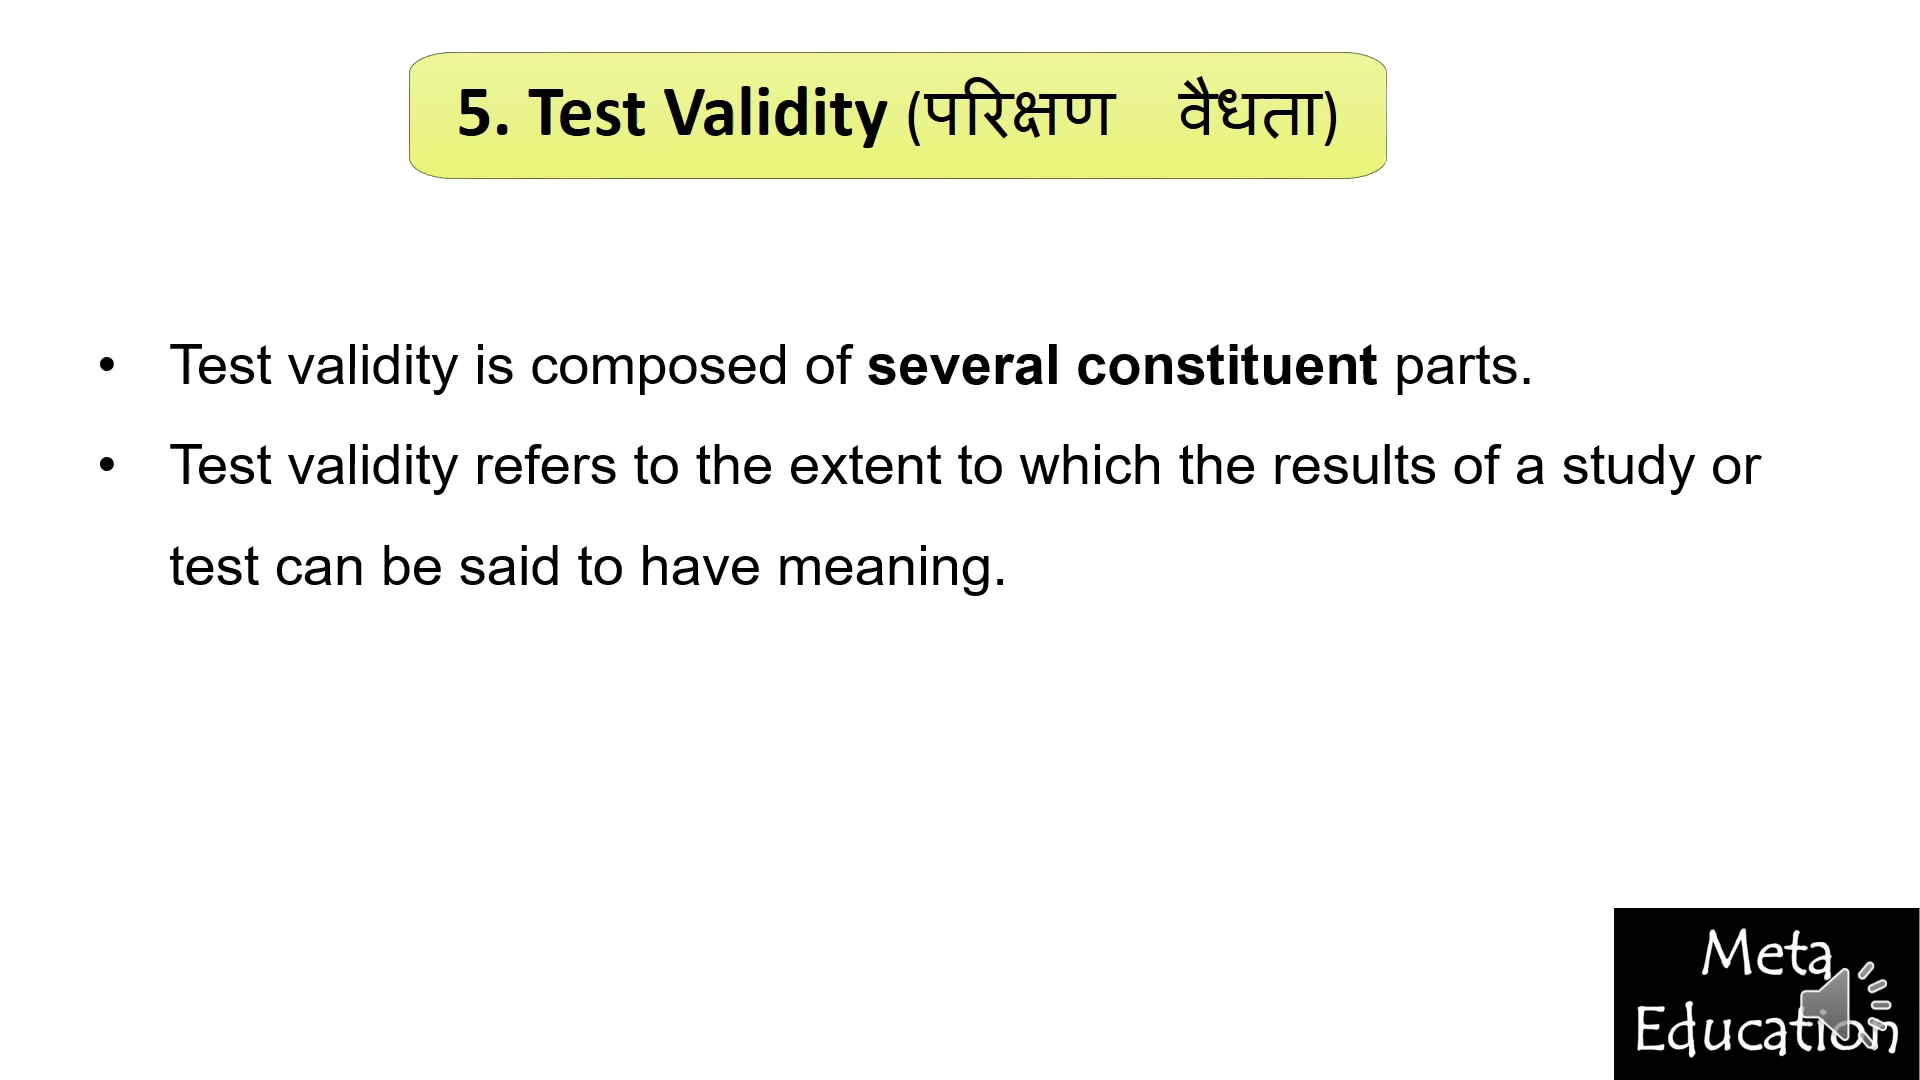 5. Test Validity (परिक्षण वैधता)
• Test validity is composed of several constituent parts.
• Test validity refers to the extent to which the results of a study or
test can be said to have meaning.
Meta
Education